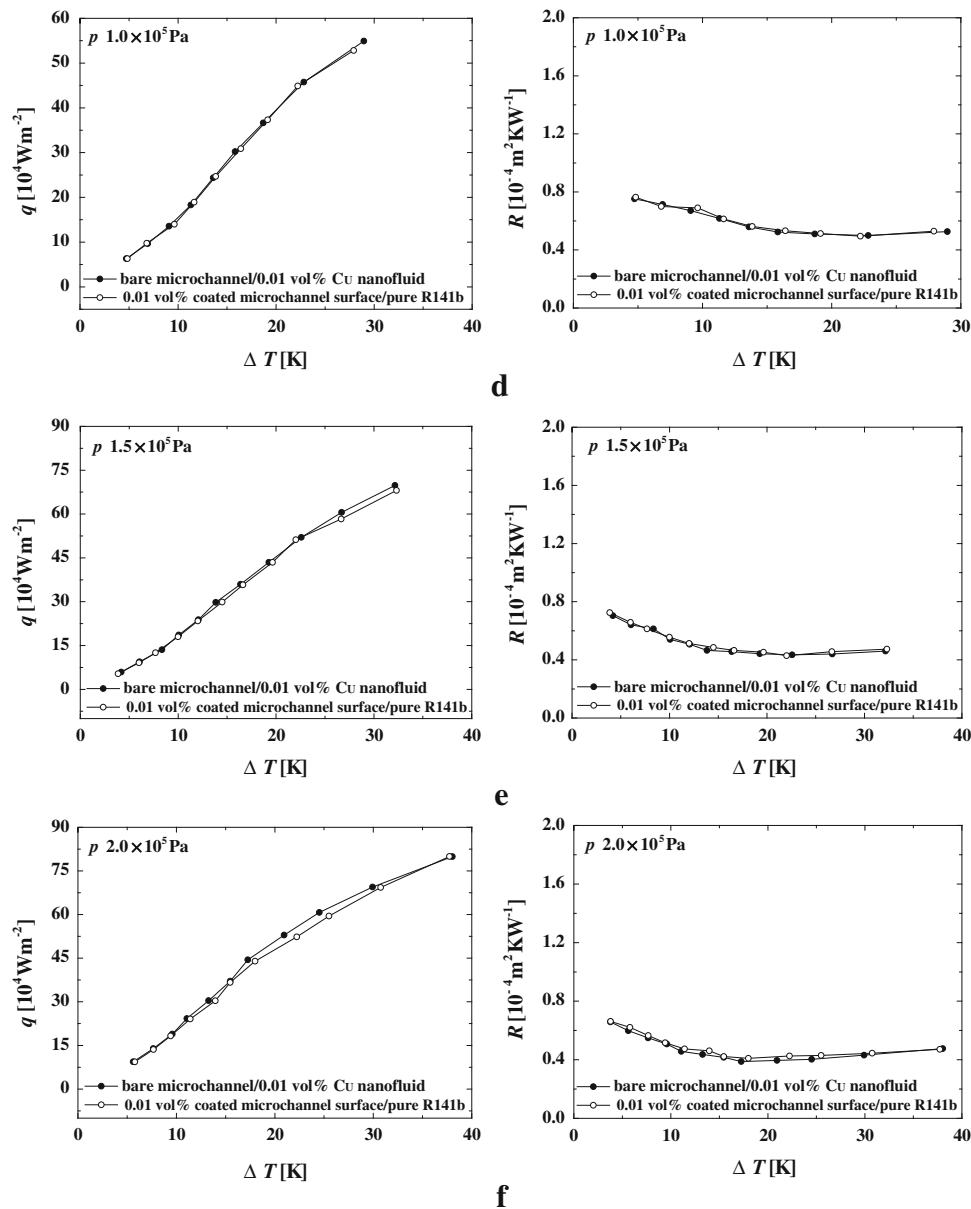 p 1.0×10⁵Pa
q [10⁴Wm⁻²]
60
50
40
30
20
10
0
bare microchannel/0.01 vol% Cu nanofluid
0.01 vol% coated microchannel surface/pure R141b
0 10 20 30 40
Δ T [K]
p 1.0×10⁵Pa
R [10⁻⁴m²KW⁻¹]
2.0
1.6
1.2
0.8
0.4
0.0
bare microchannel/0.01 vol% Cu nanofluid
0.01 vol% coated microchannel surface/pure R141b
0 10 20 30
Δ T [K]
d
p 1.5×10⁵Pa
q [10⁴Wm⁻²]
90
75
60
45
30
15
0
bare microchannel/0.01 vol% Cu nanofluid
0.01 vol% coated microchannel surface/pure R141b
0 10 20 30 40
Δ T [K]
p 1.5×10⁵Pa
R [10⁻⁴m²KW⁻¹]
2.0
1.6
1.2
0.8
0.4
0.0
bare microchannel/0.01 vol% Cu nanofluid
0.01 vol% coated microchannel surface/pure R141b
0 10 20 30 40
Δ T [K]
e
p 2.0×10⁵Pa
q [10⁴Wm⁻²]
90
75
60
45
30
15
0
bare microchannel/0.01 vol% Cu nanofluid
0.01 vol% coated microchannel surface/pure R141b
0 10 20 30 40
Δ T [K]
p 2.0×10⁵Pa
R [10⁻⁴m²KW⁻¹]
2.0
1.6
1.2
0.8
0.4
0.0
bare microchannel/0.01 vol% Cu nanofluid
0.01 vol% coated microchannel surface/pure R141b
0 10 20 30 40
Δ T [K]
f